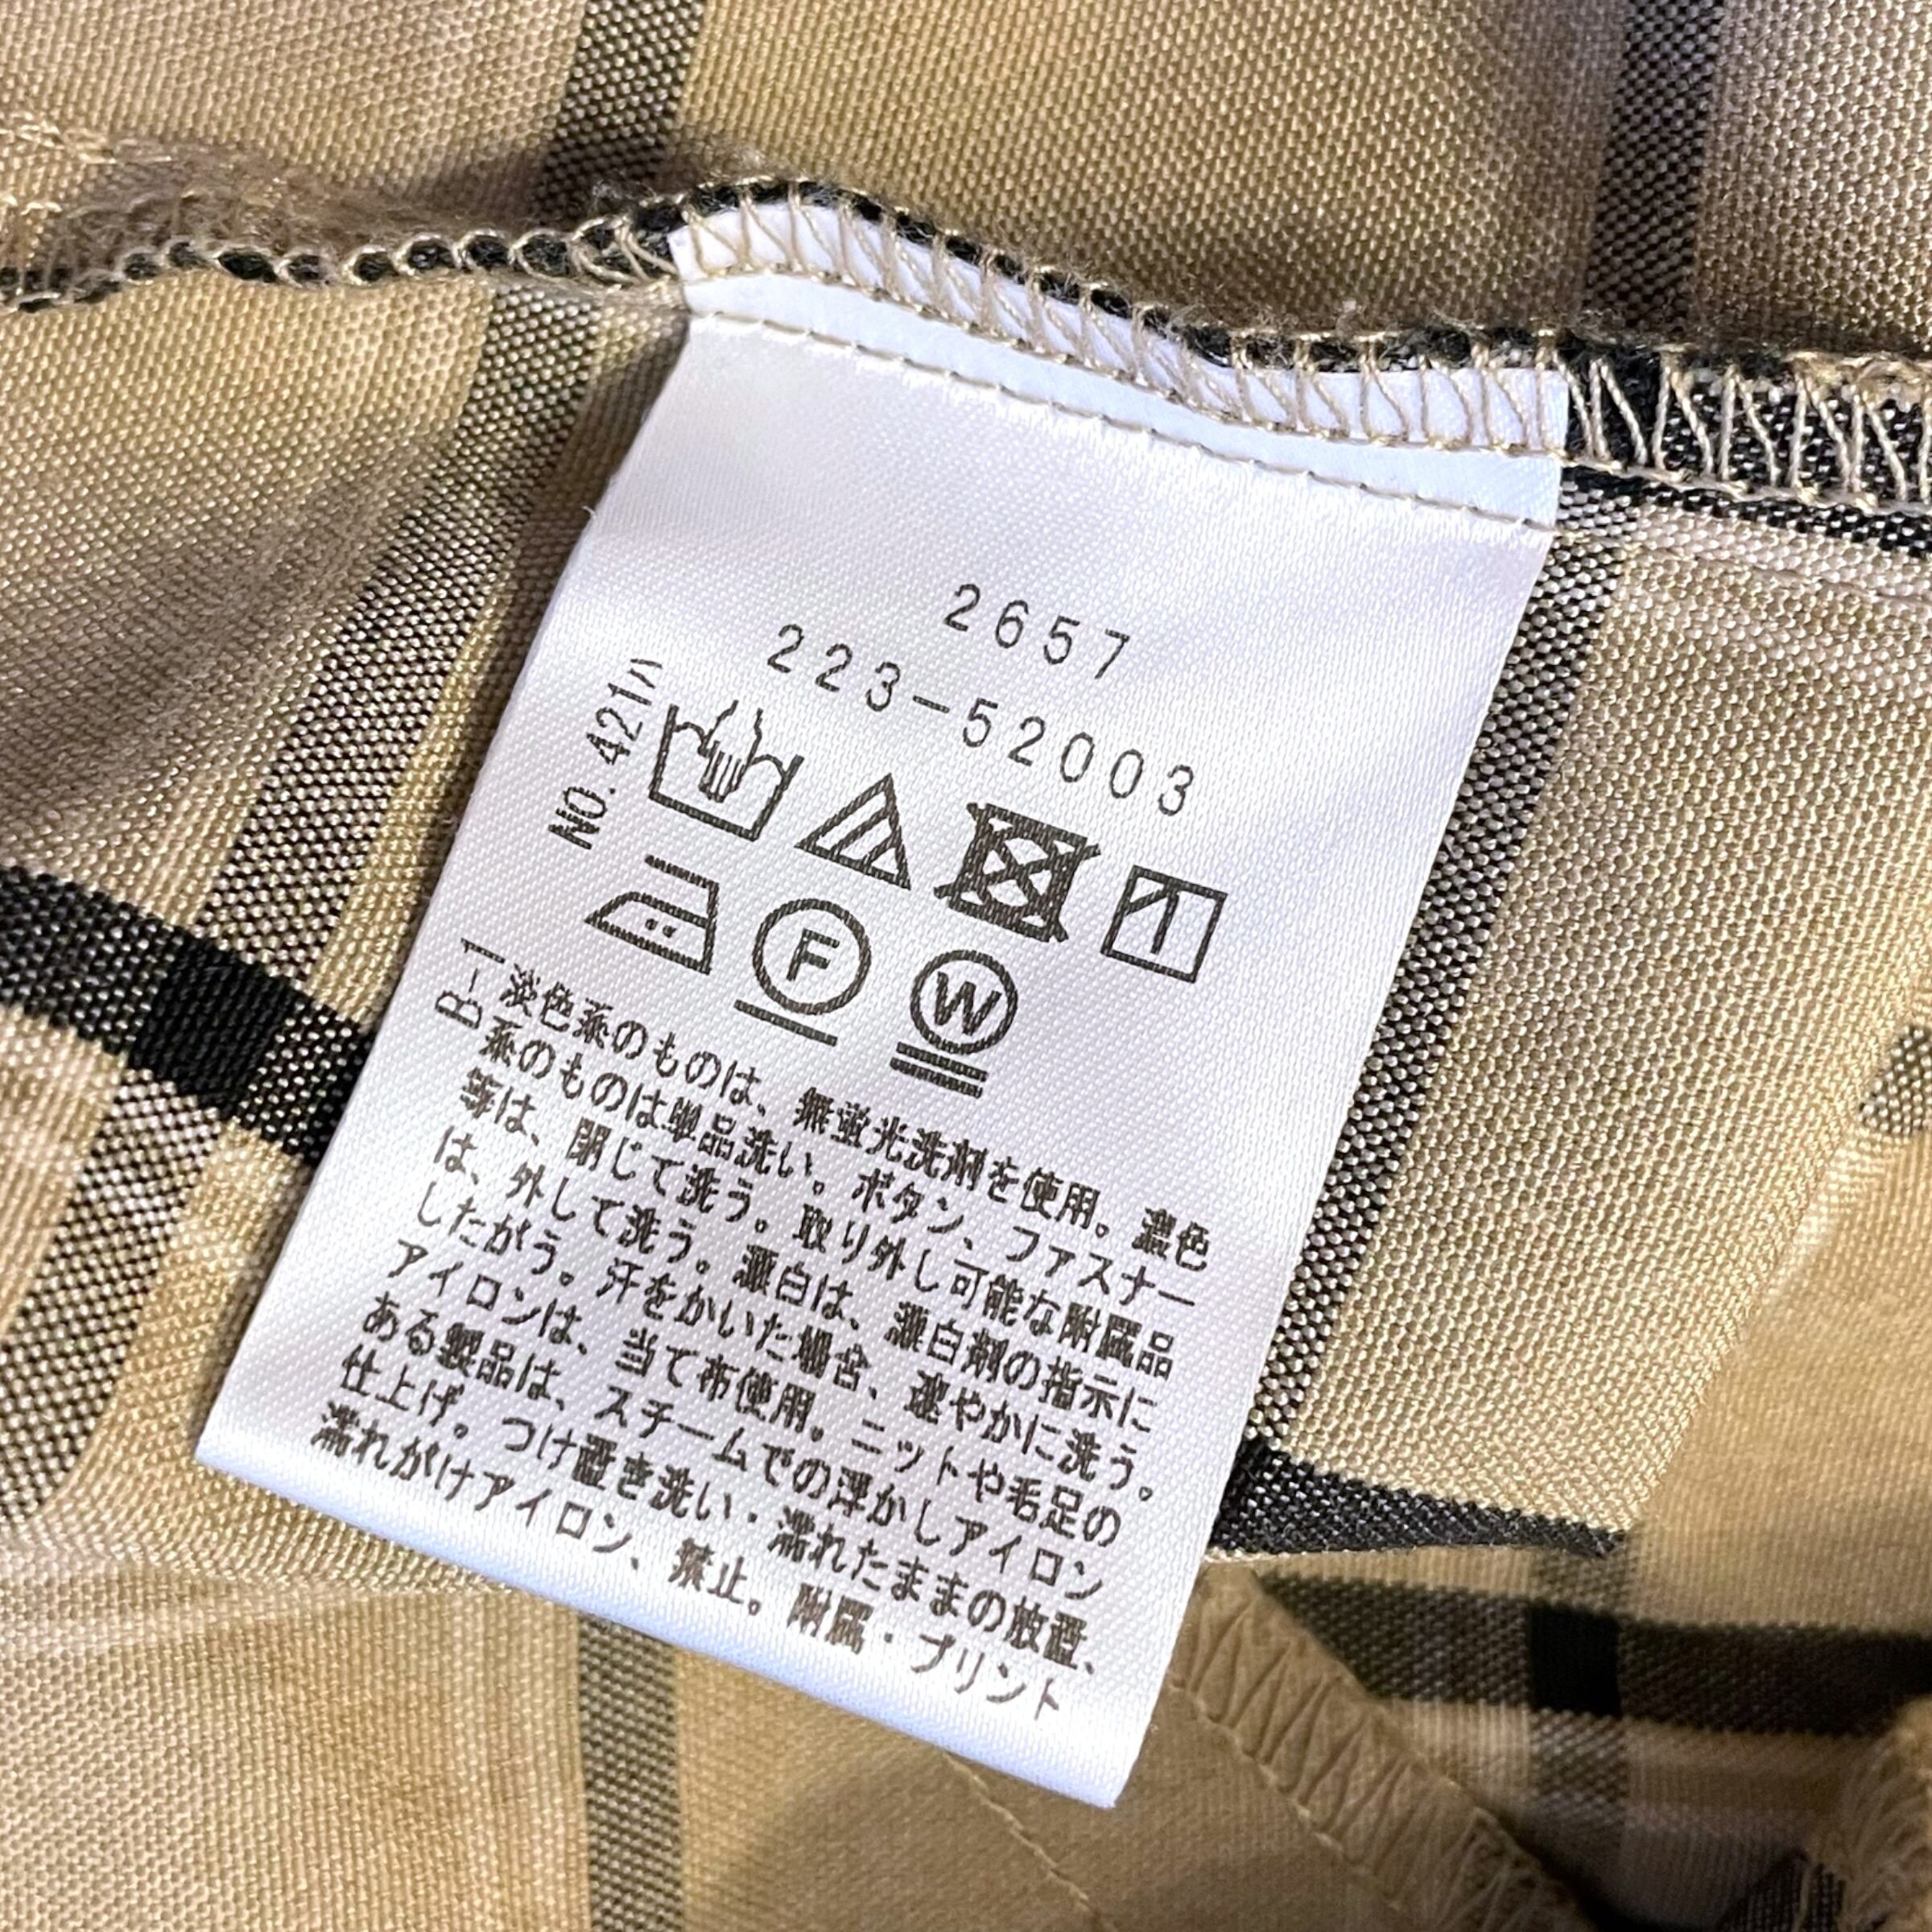 2657
223-52003
NO.421ハ
F
W
B-1
淡色系のものは、無蛍光洗剤を使用。濃色
系のものは単品洗い。ボタン、ファスナー
等は、閉じて洗う。取り外し可能な附属品
は、外して洗う。漂白は、漂白剤の指示に
したがう。汗をかいた場合、速やかに洗う。
アイロンは、当て布使用。ニットや毛足の
ある製品は、スチームでの浮かしアイロン
仕上げ。つけ置き洗い・濡れたままの放置、
濡れがけアイロン、禁止。附属・プリント